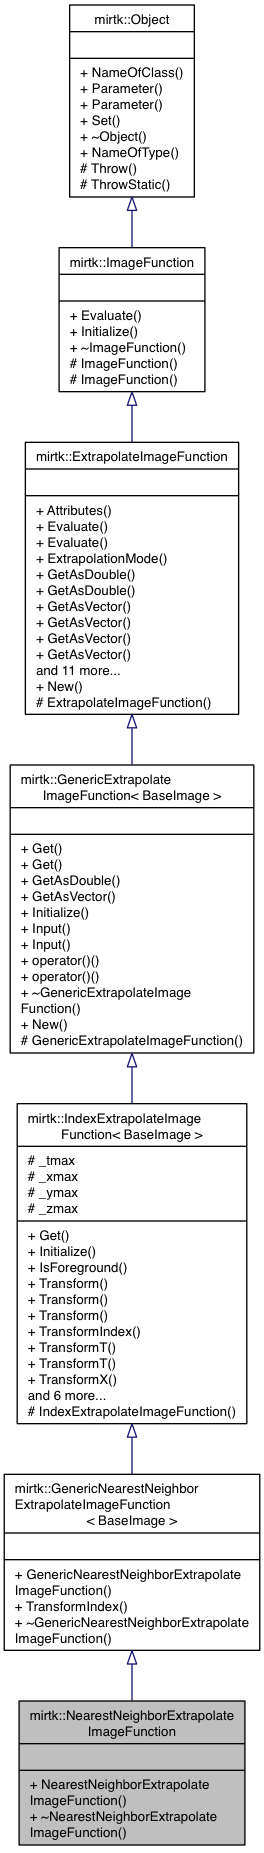 mirtk::Object
+ NameOfClass()
+ Parameter()
+ Parameter()
+ Set()
+ ~Object()
+ NameOfType()
# Throw()
# ThrowStatic()
mirtk::ImageFunction
+ Evaluate()
+ Initialize()
+ ~ImageFunction()
# ImageFunction()
# ImageFunction()
mirtk::ExtrapolateImageFunction
+ Attributes()
+ Evaluate()
+ Evaluate()
+ ExtrapolationMode()
+ GetAsDouble()
+ GetAsDouble()
+ GetAsVector()
+ GetAsVector()
+ GetAsVector()
+ GetAsVector()
and 11 more...
+ New()
# ExtrapolateImageFunction()
mirtk::GenericExtrapolate
ImageFunction< BaseImage >
+ Get()
+ Get()
+ GetAsDouble()
+ GetAsVector()
+ Initialize()
+ Input()
+ Input()
+ operator()()
+ operator()()
+ ~GenericExtrapolateImage
Function()
+ New()
# GenericExtrapolateImageFunction()
mirtk::IndexExtrapolateImage
Function< BaseImage >
# _tmax
# _xmax
# _ymax
# _zmax
+ Get()
+ Initialize()
+ IsForeground()
+ Transform()
+ Transform()
+ Transform()
+ TransformIndex()
+ TransformT()
+ TransformT()
+ TransformX()
and 6 more...
# IndexExtrapolateImageFunction()
mirtk::GenericNearestNeighbor
ExtrapolateImageFunction
< BaseImage >
+ GenericNearestNeighborExtrapolate
ImageFunction()
+ TransformIndex()
+ ~GenericNearestNeighborExtrapolate
ImageFunction()
mirtk::NearestNeighborExtrapolate
ImageFunction
+ NearestNeighborExtrapolate
ImageFunction()
+ ~NearestNeighborExtrapolate
ImageFunction()